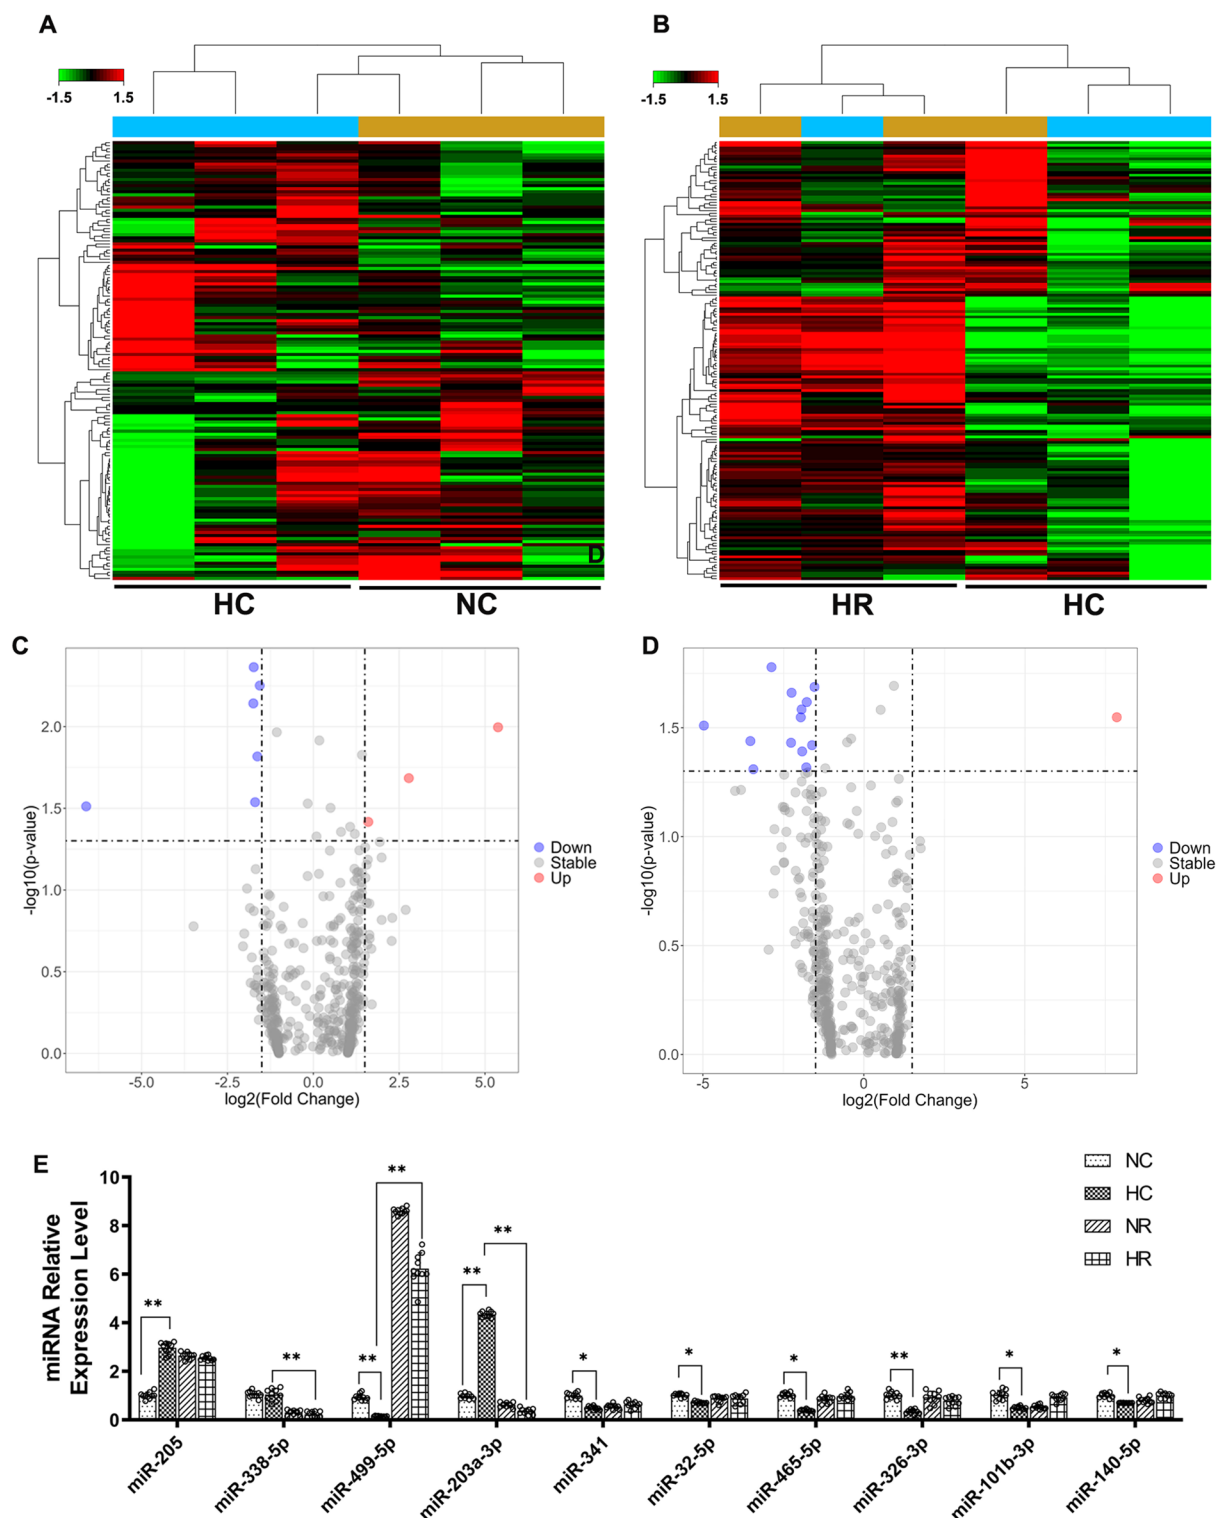 A
B
-1.5
1.5
-1.5
1.5
D
HC
NC
HR
HC
C
D
2.0
1.5
1.0
0.5
0.0
-log10(p-value)
-5.0
-2.5
0.0
2.5
5.0
log2(Fold Change)
Down
Stable
Up
1.5
1.0
0.5
0.0
-log10(p-value)
-5
0
5
log2(Fold Change)
Down
Stable
Up
E
miRNA Relative
Expression Level
10
8
6
4
2
0
**
**
**
**
**
**
*
*
*
**
*
*
NC
HC
NR
HR
miR-205
miR-338-5p
miR-499-5p
miR-203a-3p
miR-341
miR-32-5p
miR-465-5p
miR-326-3p
miR-101b-3p
miR-140-5p